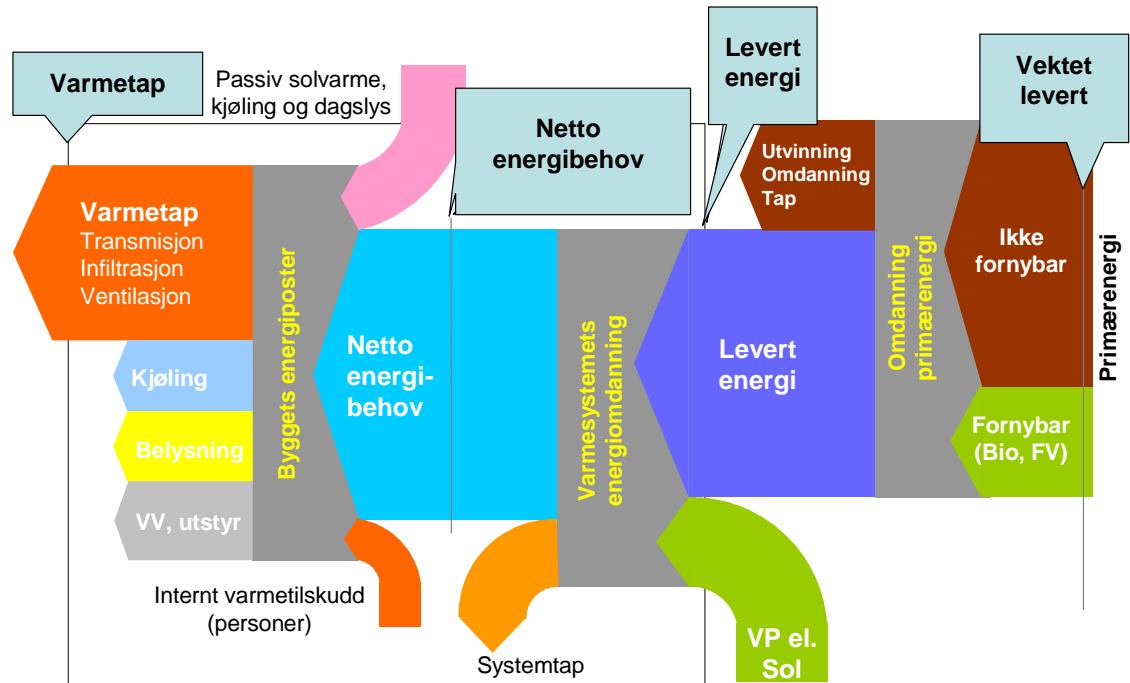 Varmetap
Passiv solvarme,
kjøling og dagslys
Netto
energibehov
Levert
energi
Vektet
levert
Varmetap
Transmisjon
Infiltrasjon
Ventilasjon
Kjøling
Belysning
VV, utstyr
Byggets energiposter
Internt varmetilskudd
(personer)
Netto
energi-
behov
Systemtap
Varmesystemets
energiomdanning
Levert
energi
VP el.
Sol
Utvinning
Omdanning
Tap
Omdanning
primærenergi
Ikke
fornybar
Fornybar
(Bio, FV)
Primærenergi